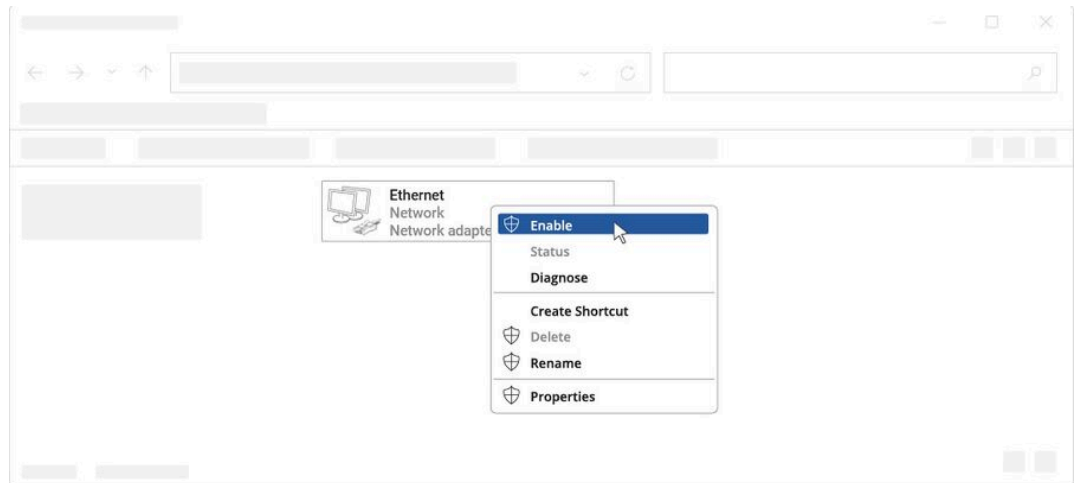 Ethernet
Network
Network adapte
Enable
Status
Diagnose
Create Shortcut
Delete
Rename
Properties